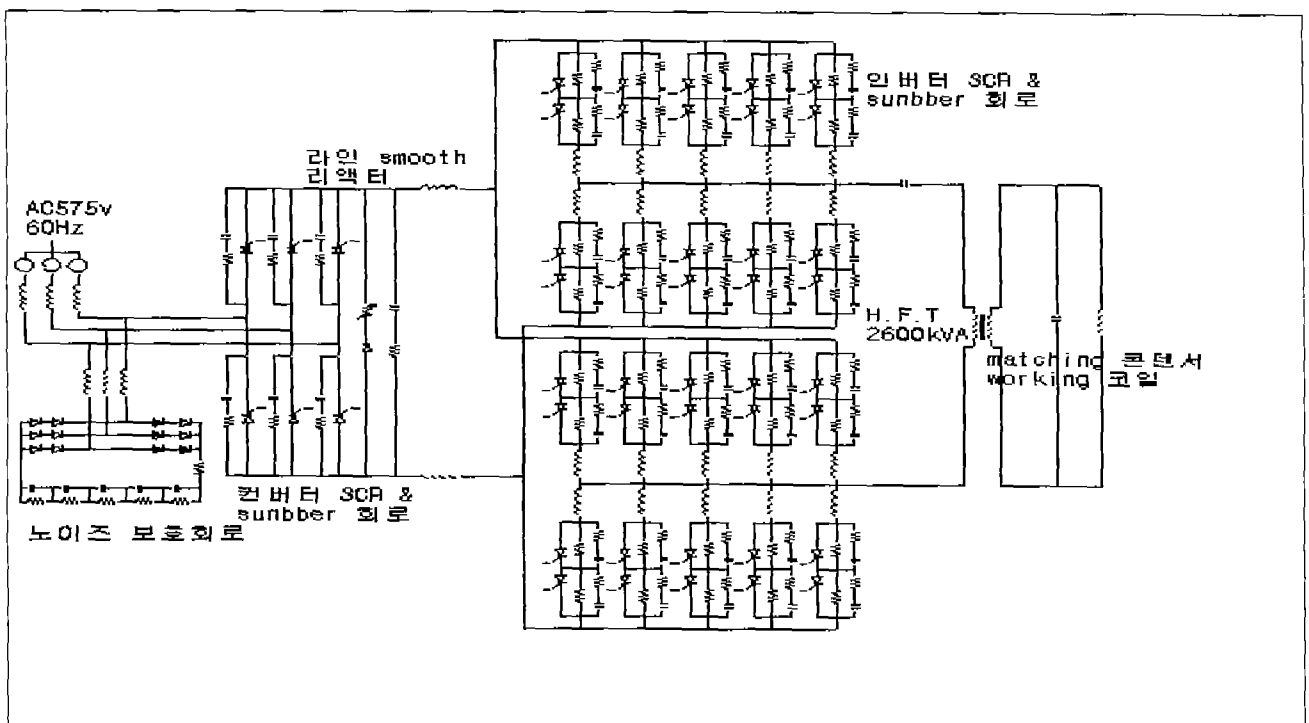 인버터 SCR &
sunbber 회로
라인 smooth
리액터
AC575v
60Hz
H.F.T
2600kVA
matching 콘덴서
working 코일
컨버터 SCR &
sunbber 회로
노이즈 보호회로